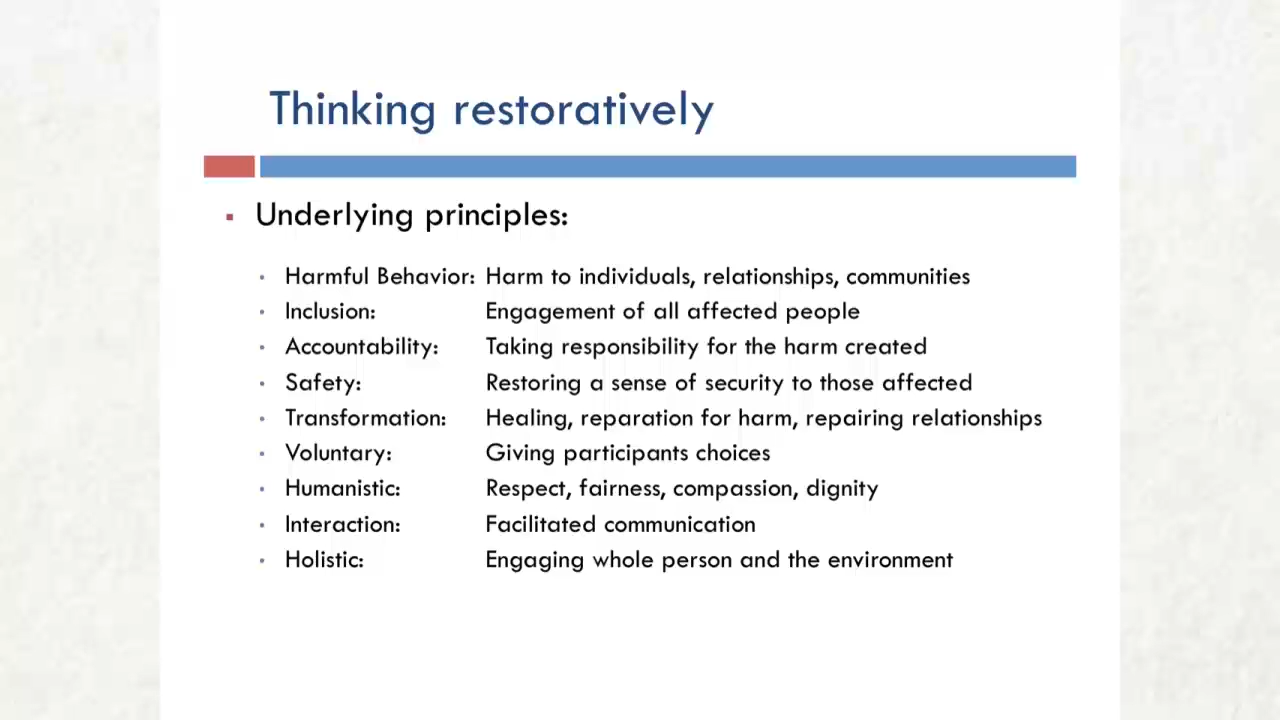 Thinking restoratively
▪ Underlying principles:
• Harmful Behavior: Harm to individuals, relationships, communities
• Inclusion: Engagement of all affected people
• Accountability: Taking responsibility for the harm created
• Safety: Restoring a sense of security to those affected
• Transformation: Healing, reparation for harm, repairing relationships
• Voluntary: Giving participants choices
• Humanistic: Respect, fairness, compassion, dignity
• Interaction: Facilitated communication
• Holistic: Engaging whole person and the environment